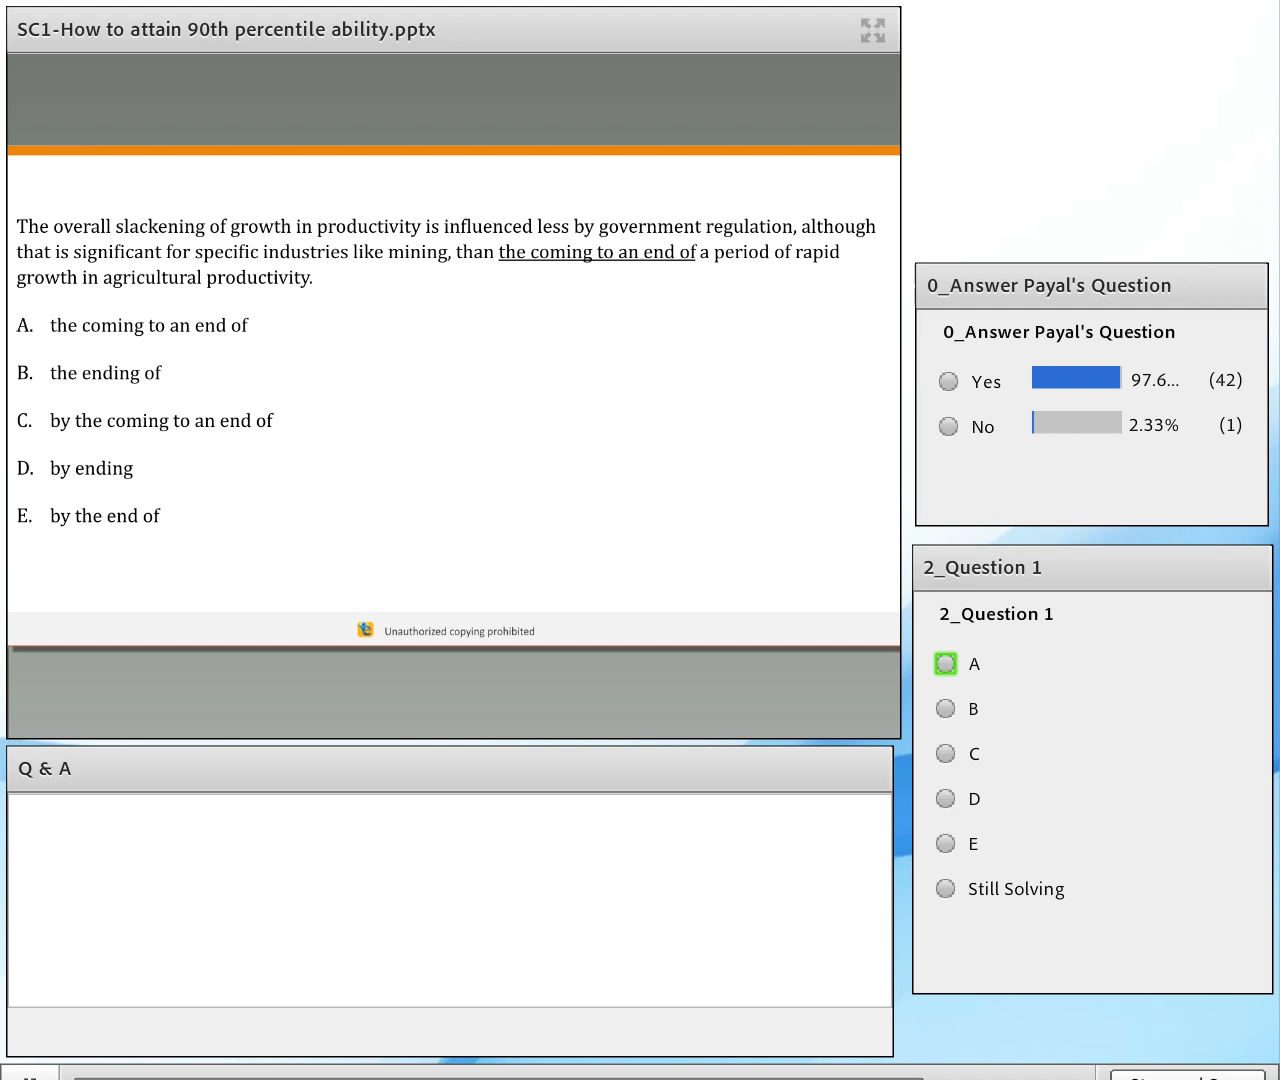 SC1-How to attain 90th percentile ability.pptx
The overall slackening of growth in productivity is influenced less by government regulation, although
that is significant for specific industries like mining, than the coming to an end of a period of rapid
growth in agricultural productivity.
A. the coming to an end of
B. the ending of
C. by the coming to an end of
D. by ending
E. by the end of
Unauthorized copying prohibited
Q & A
0_Answer Payal's Question
0_Answer Payal's Question
Yes 97.6... (42)
No 2.33% (1)
2_Question 1
2_Question 1
A
B
C
D
E
Still Solving